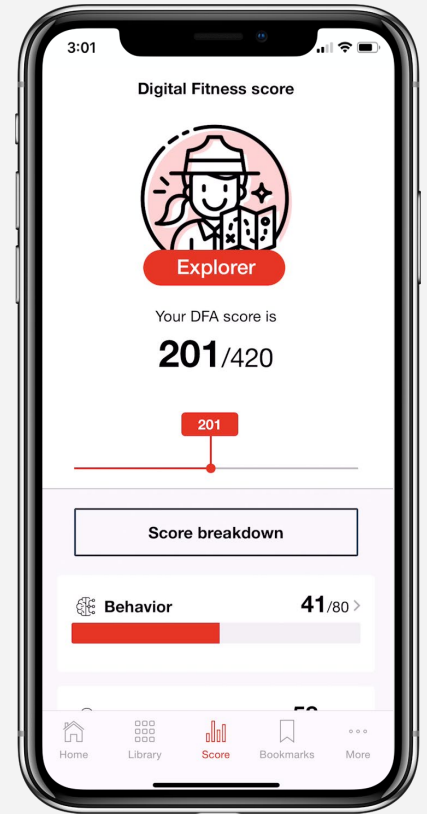 3:01
Digital Fitness score
Explorer
Your DFA score is
201/420
201
Score breakdown
Behavior 41/80
Home Library Score Bookmarks More